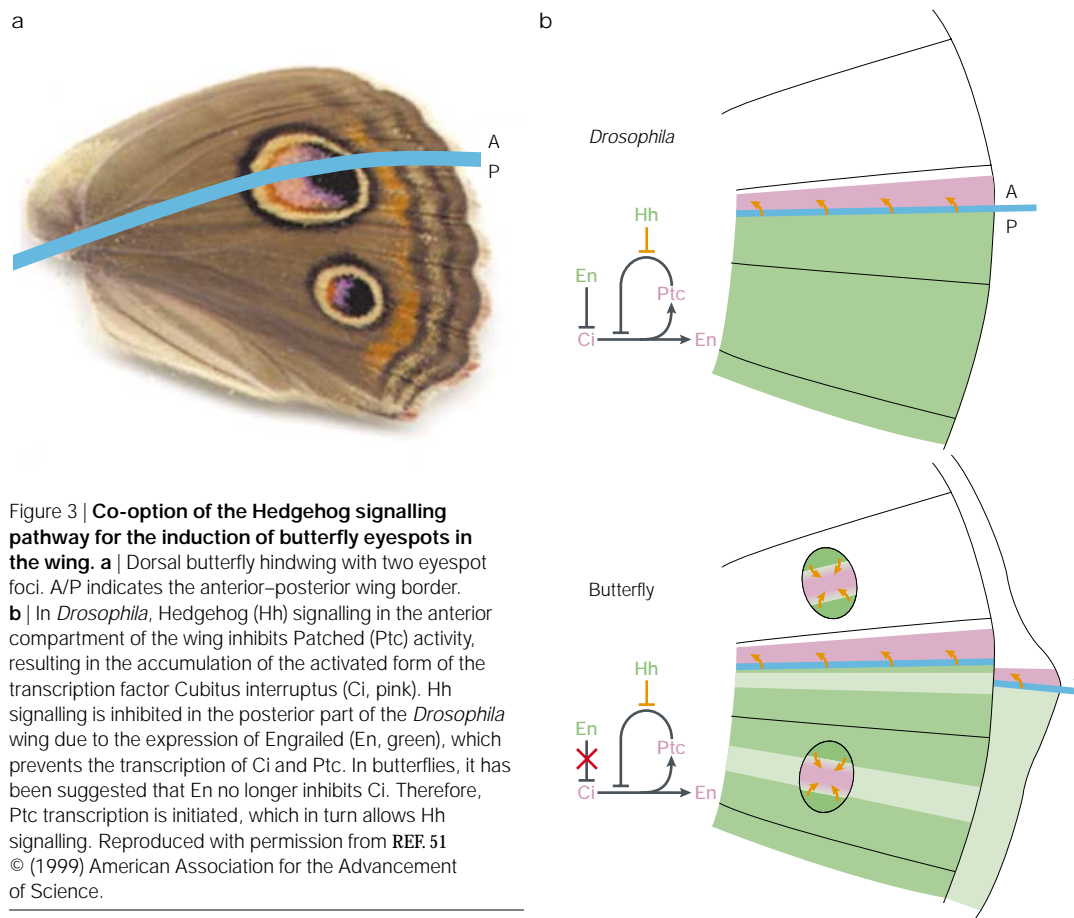 a
A
P
Figure 3 | Co-option of the Hedgehog signalling
pathway for the induction of butterfly eyespots in
the wing. a | Dorsal butterfly hindwing with two eyespot
foci. A/P indicates the anterior–posterior wing border.
b | In Drosophila, Hedgehog (Hh) signalling in the anterior
compartment of the wing inhibits Patched (Ptc) activity,
resulting in the accumulation of the activated form of the
transcription factor Cubitus interruptus (Ci, pink). Hh
signalling is inhibited in the posterior part of the Drosophila
wing due to the expression of Engrailed (En, green), which
prevents the transcription of Ci and Ptc. In butterflies, it has
been suggested that En no longer inhibits Ci. Therefore,
Ptc transcription is initiated, which in turn allows Hh
signalling. Reproduced with permission from REF. 51
© (1999) American Association for the Advancement
of Science.
b
Drosophila
A
P
Hh
En
Ptc
Ci
En
Butterfly
Hh
En
Ptc
Ci
En